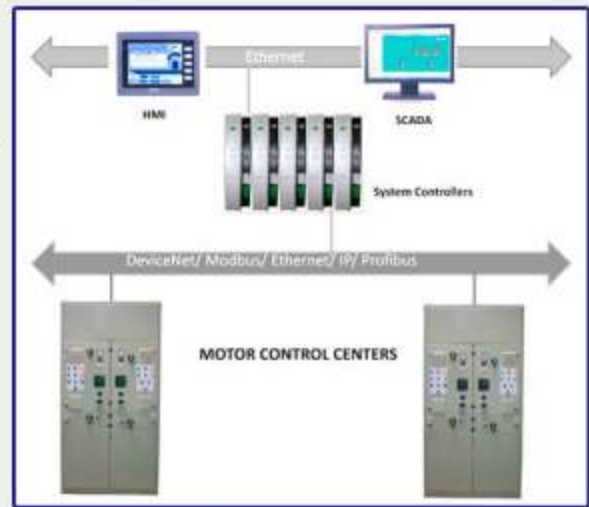 Ethernet
HMI
SCADA
System Controllers
DeviceNet/ Modbus/ Ethernet/ IP/ Profibus
MOTOR CONTROL CENTERS